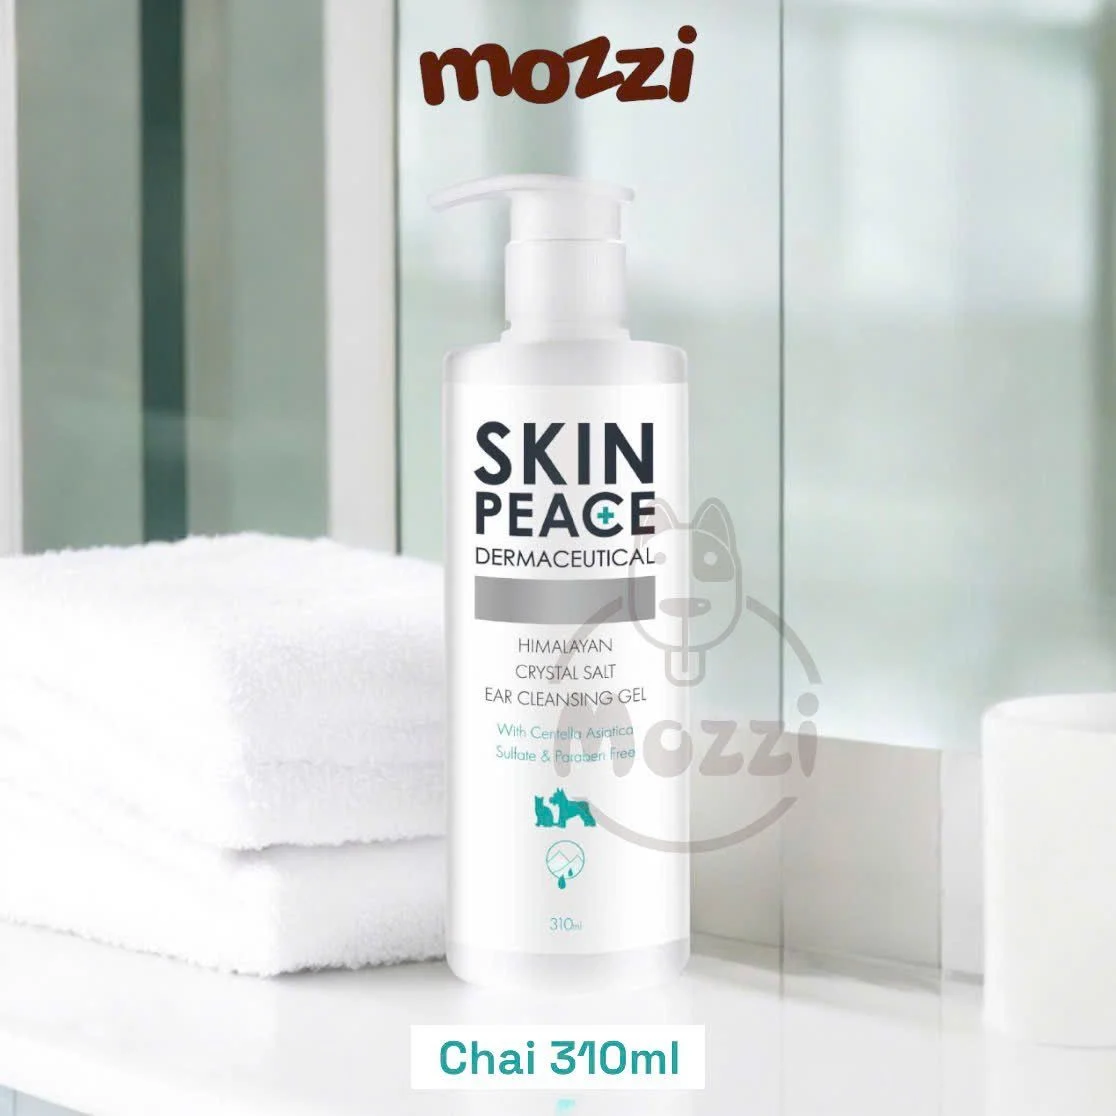 mozzi
SKIN
PEACE
DERMACEUTICAL
HIMALAYAN
CRYSTAL SALT
EAR CLEANSING GEL
With Centella Asiatica
Sulfate & Paraben Free
Mozzi
310ml
Chai 310ml